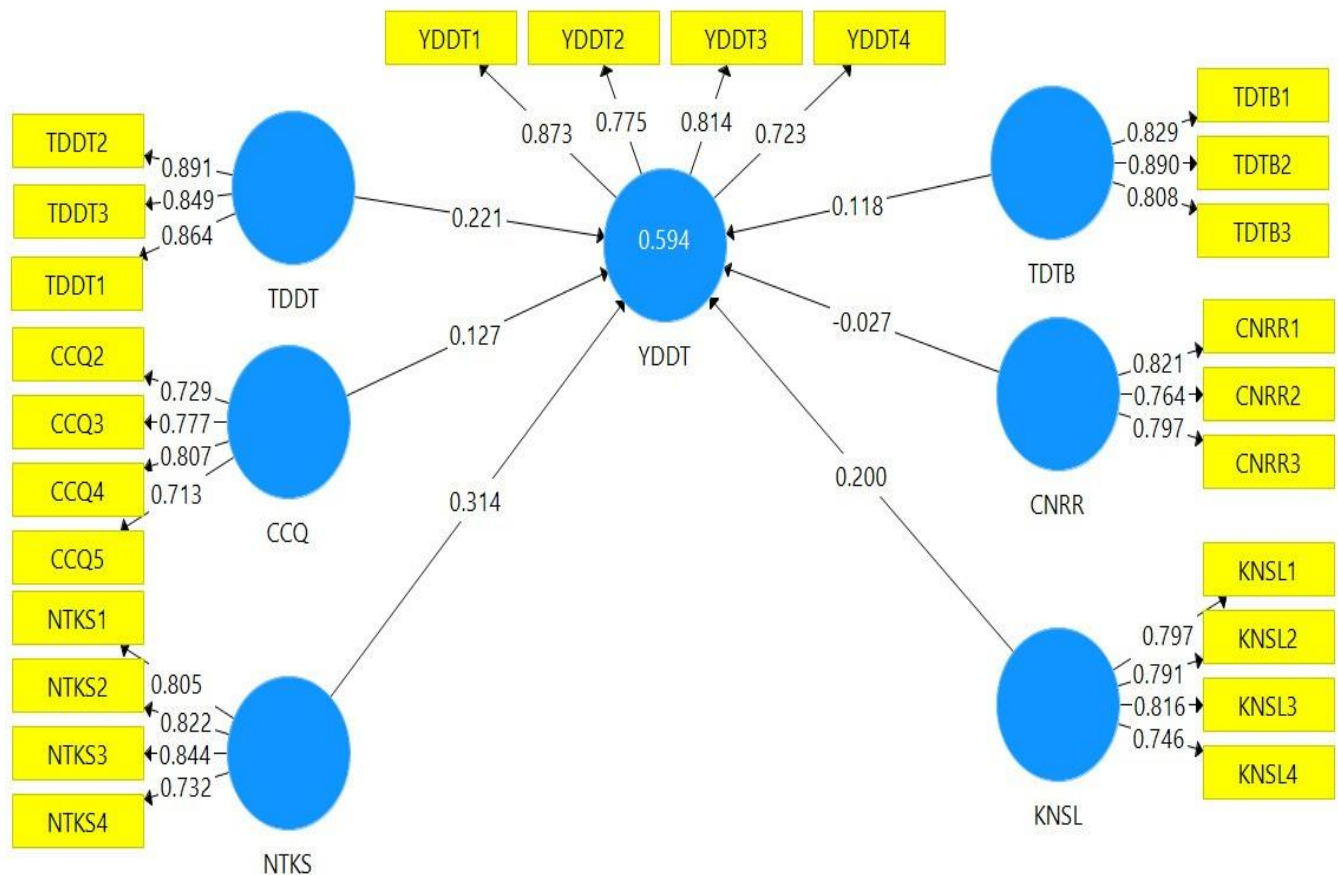 YDDT1 YDDT2 YDDT3 YDDT4
0.873 0.775 0.814 0.723
TDDT2
TDDT3
TDDT1
0.891
0.849
0.864
TDDT
0.221
CCQ2
CCQ3
CCQ4
CCQ5
0.729
0.777
0.807
0.713
CCQ
0.127
NTKS1
NTKS2
NTKS3
NTKS4
0.805
0.822
0.844
0.732
NTKS
0.314
0.594
YDDT
0.118
TDTB
0.829
0.890
0.808
TDTB1
TDTB2
TDTB3
-0.027
CNRR
0.821
0.764
0.797
CNRR1
CNRR2
CNRR3
0.200
KNSL
0.797
0.791
0.816
0.746
KNSL1
KNSL2
KNSL3
KNSL4